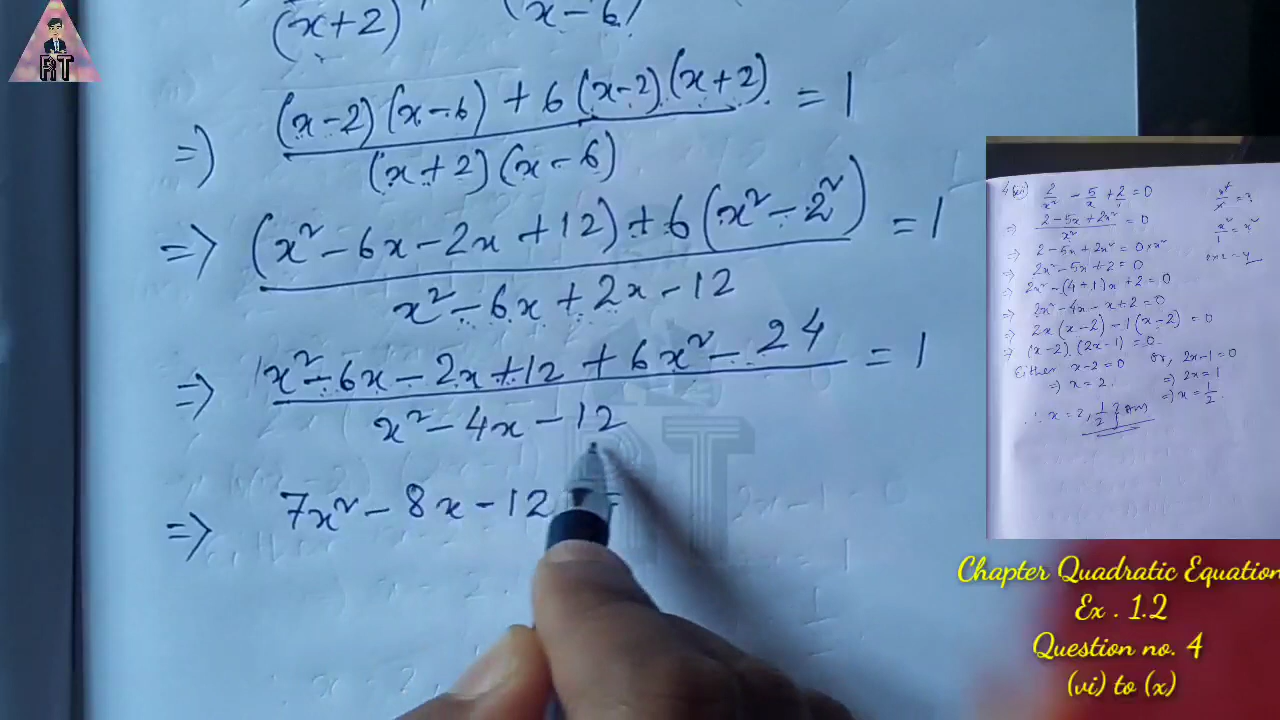 RT
(x+2) (x-6)
=) (x-2)(x-6)+6(x-2)(x+2) = 1
(x+2)(x-6)
=> (x²-6x-2x+12)+6(x²-2²) = 1
x²-6x+2x-12
=> x²-6x-2x+12+6x²-24 = 1
x²-4x-12
=> 7x²-8x-12 =
RT
2/x² - 5/x + 2/1 = 0
=> 2-5x+2x²/x² = 0
=> 2-5x+2x² = 0×x²
=> 2x²-5x+2=0
=> 2x²-(4+1)x+2=0
=> 2x²-4x-x+2=0
=> 2x(x-2)-1(x-2)=0
=> (x-2)(2x-1)=0
Either x-2=0 Or, 2x-1=0
=> x=2 => 2x=1
=> x=1/2
∴ x=2,1/2} Ans
Chapter Quadratic Equation
Ex . 1.2
Question no. 4
(vi) to (x)